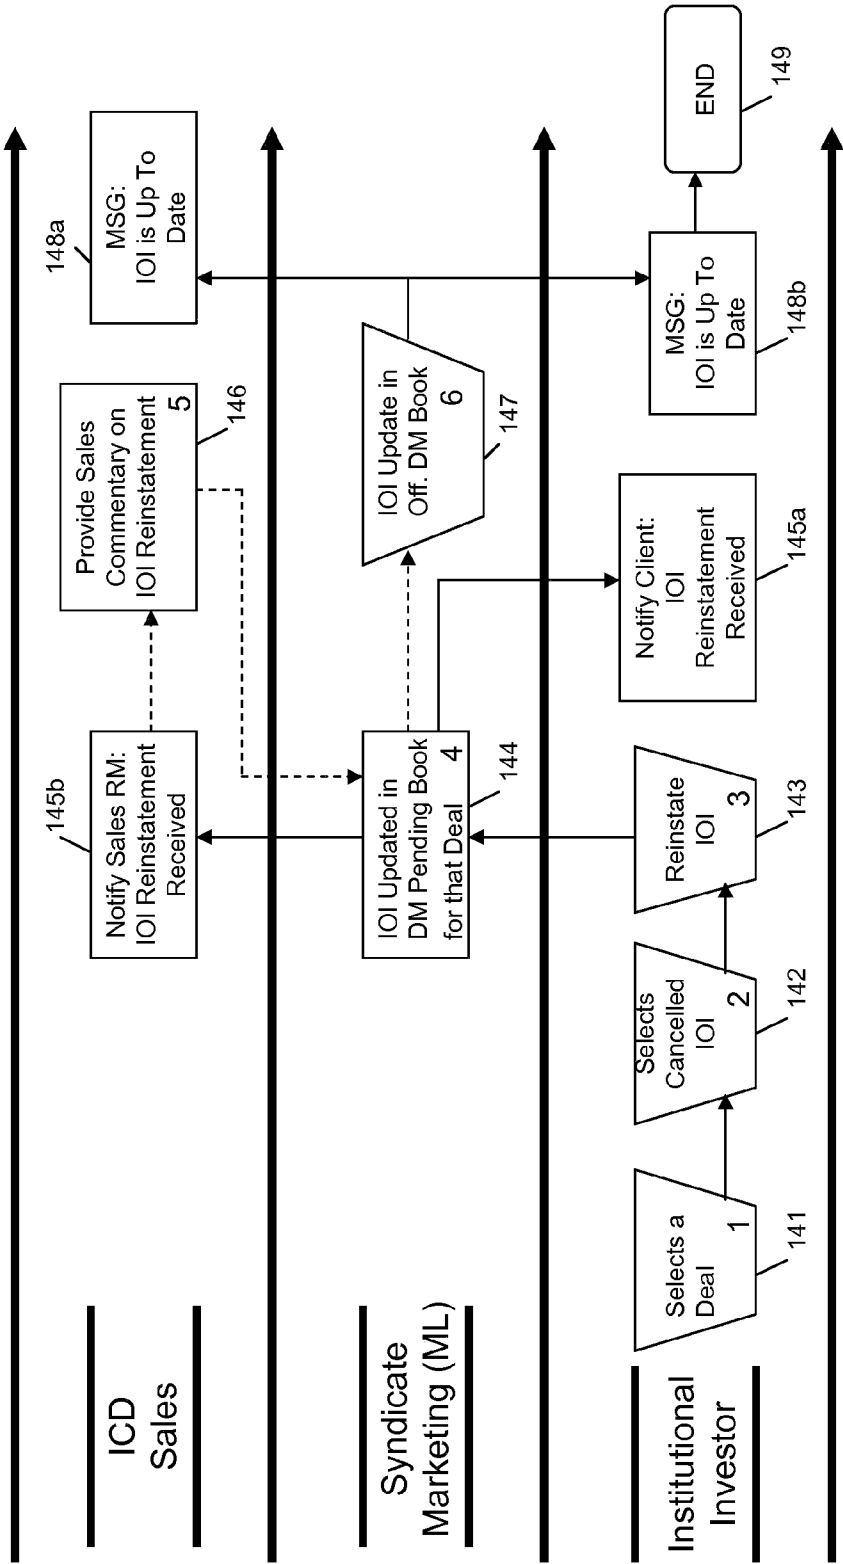 ICD
Sales
145b
Notify Sales RM:
IOI Reinstatement
Received
Provide Sales
Commentary on
IOI Reinstatement
5
146
148a
MSG:
IOI is Up To
Date
Syndicate
Marketing (ML)
IOI Updated in
DM Pending Book
for that Deal
4
144
IOI Update in
Off. DM Book
6
147
Institutional
Investor
Selects a
Deal
1
141
Selects
Cancelled
IOI
2
142
Reinstate
IOI
3
143
Notify Client:
IOI
Reinstatement
Received
145a
MSG:
IOI is Up To
Date
148b
END
149